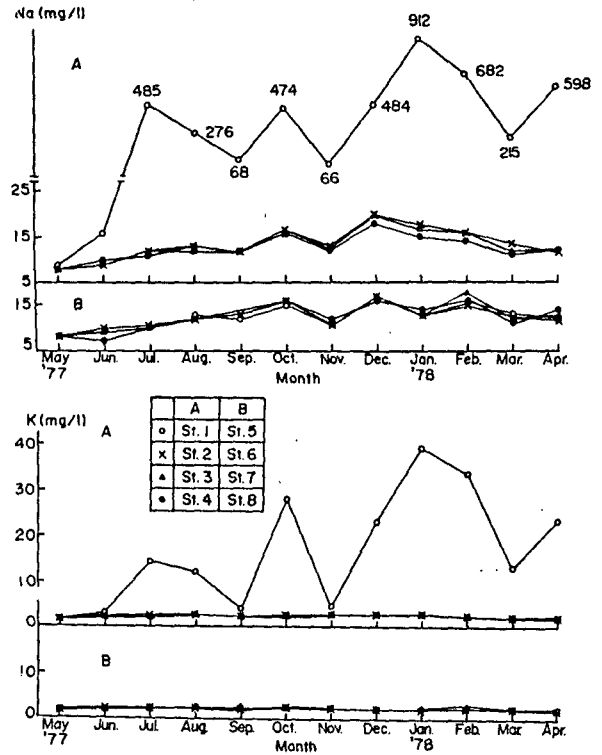 Na (mg/l)
A
912
485
474
682
598
276
484
68
66
215
25
15
5
B
15
5
May Jun. Jul. Aug. Sep. Oct. Nov. Dec. Jan. Feb. Mar. Apr.
'77 Month '78
K (mg/l)
A
A B
St. 1 St. 5
St. 2 St. 6
St. 3 St. 7
St. 4 St. 8
40
30
20
10
0
B
10
0
May Jun. Jul. Aug. Sep. Oct. Nov. Dec. Jan. Feb. Mar. Apr.
'77 Month '78